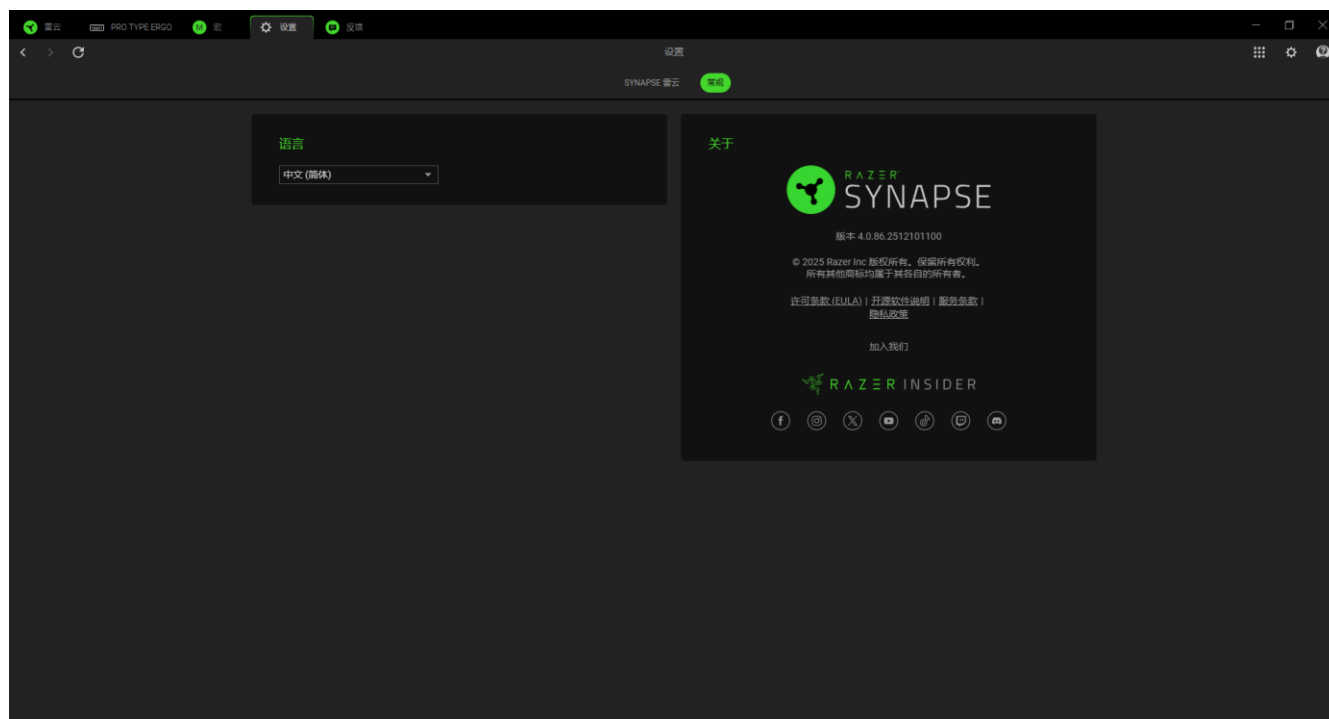 雷云
PRO TYPE ERGO
宏
设置
反馈
设置
SYNAPSE 雷云
常规
语言
中文 (简体)
关于
RAZER
SYNAPSE
版本 4.0.86.2512101100
© 2025 Razer Inc 版权所有。保留所有权利。
所有其他商标均属于其各自的所有者。
许可条款 (EULA) | 开源软件说明 | 服务条款 |
隐私政策
加入我们
RAZER INSIDER